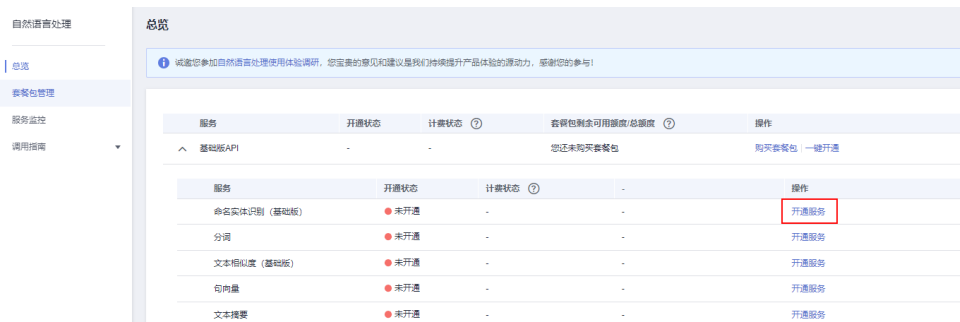 自然语言处理
总览
套餐包管理
服务监控
调用指南
总览
诚邀您参加自然语言处理使用体验调研，您宝贵的意见和建议是我们持续提升产品体验的源动力，感谢您的参与！
服务 开通状态 计费状态 套餐包剩余可用额度/总额度 操作
基础版API - - 您还未购买套餐包 购买套餐包 一键开通
服务 开通状态 计费状态 - 操作
命名实体识别（基础版） 未开通 - - 开通服务
分词 未开通 - - 开通服务
文本相似度（基础版） 未开通 - - 开通服务
句向量 未开通 - - 开通服务
文本摘要 未开通 - - 开通服务